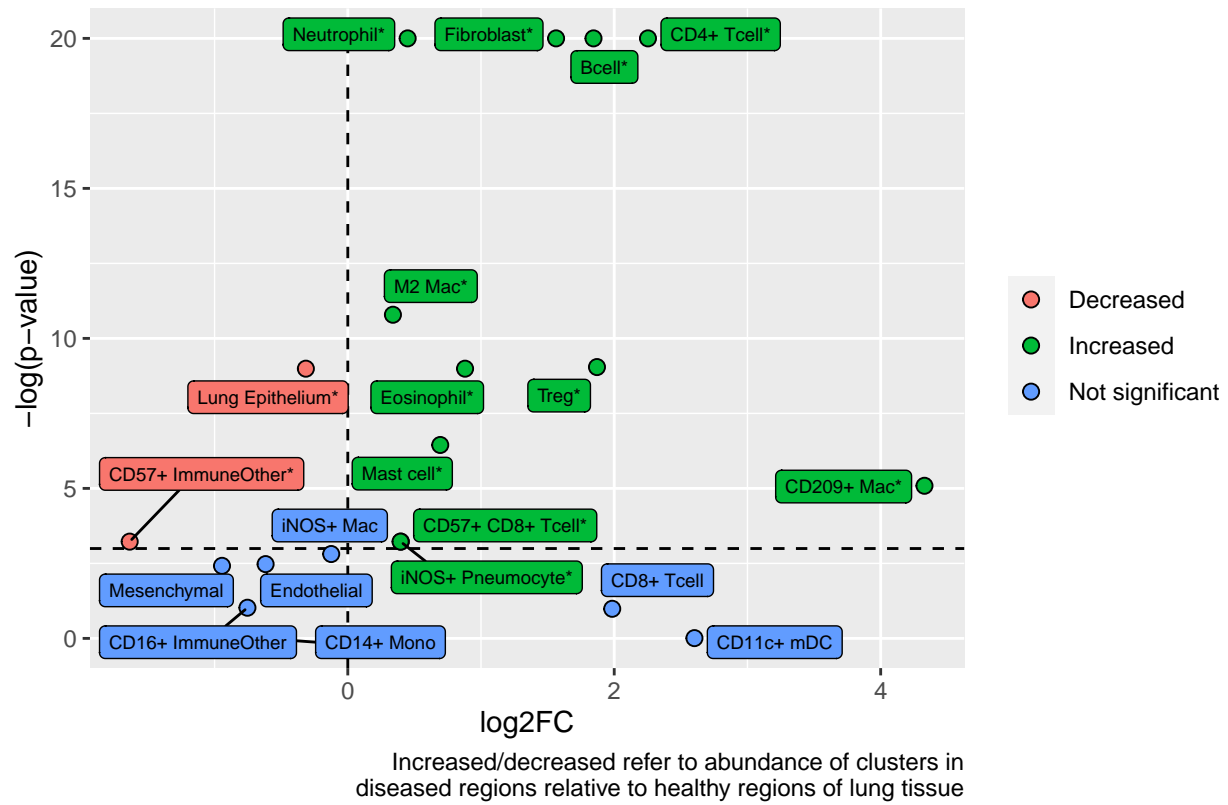 20
15
10
5
0
−log(p−value)
Neutrophil*
Fibroblast*
CD4+ Tcell*
Bcell*
M2 Mac*
Lung Epithelium*
Eosinophil*
Treg*
CD57+ ImmuneOther*
Mast cell*
CD209+ Mac*
iNOS+ Mac
CD57+ CD8+ Tcell*
iNOS+ Pneumocyte*
CD8+ Tcell
Mesenchymal
Endothelial
CD16+ ImmuneOther
CD14+ Mono
CD11c+ mDC
0
2
4
log2FC
Decreased
Increased
Not significant
Increased/decreased refer to abundance of clusters in
diseased regions relative to healthy regions of lung tissue